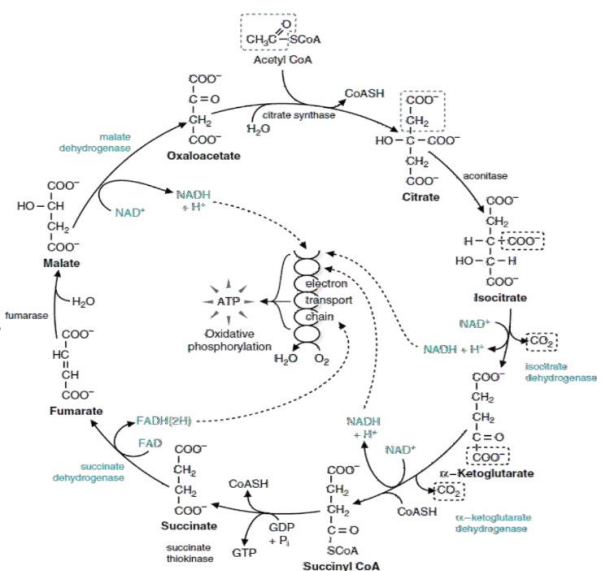 O
CH₃C–SCoA
Acetyl CoA
COO⁻
C=O
CH₂
COO⁻
Oxaloacetate
H₂O
citrate synthase
CoASH
COO⁻
CH₂
HO–C–COO⁻
CH₂
COO⁻
Citrate
aconitase
COO⁻
CH₂
H–C–COO⁻
HO–C–H
COO⁻
Isocitrate
NAD⁺
CO₂
NADH + H⁺
isocitrate
dehydrogenase
COO⁻
CH₂
CH₂
C=O
COO⁻
α–Ketoglutarate
NADH
+ H⁺
NAD⁺
CO₂
CoASH
α–ketoglutarate
dehydrogenase
COO⁻
CH₂
CH₂
C=O
SCoA
Succinyl CoA
CoASH
GDP
+ Pᵢ
GTP
succinate
thiokinase
COO⁻
CH₂
CH₂
COO⁻
Succinate
FADH(2H)
FAD
succinate
dehydrogenase
COO⁻
HC
CH
COO⁻
Fumarate
fumarase
H₂O
COO⁻
HO–CH
CH₂
COO⁻
Malate
malate
dehydrogenase
NAD⁺
NADH
+ H⁺
electron
transport
chain
ATP
Oxidative
phosphorylation
H₂O
O₂